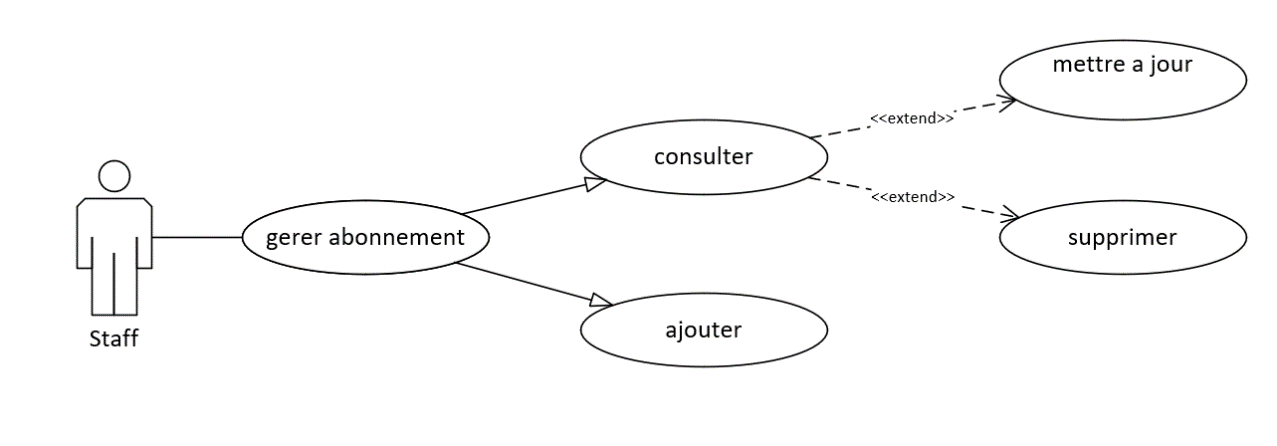 mettre a jour
<<extend>>
consulter
<<extend>>
gerer abonnement
supprimer
ajouter
Staff